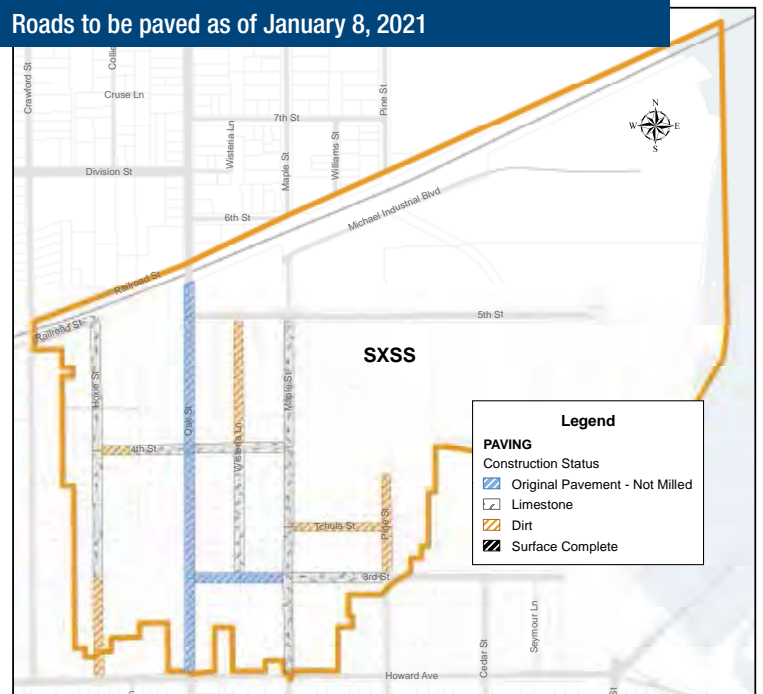 Roads to be paved as of January 8, 2021
Crawford St
Collie
Cruse Ln
Pine St
7th St
Wisteria Ln
Maple St
Williams St
N
W E
S
Division St
6th St
Michael Industrial Blvd
Railroad St
Railroad St
5th St
SXSS
Hoxie St
Oak St
Maple St
Wisteria Ln
4th St
Tchula St
Pine St
3rd St
Cedar St
Seymour Ln
Howard Ave
St
Legend
PAVING
Construction Status
Original Pavement - Not Milled
Limestone
Dirt
Surface Complete